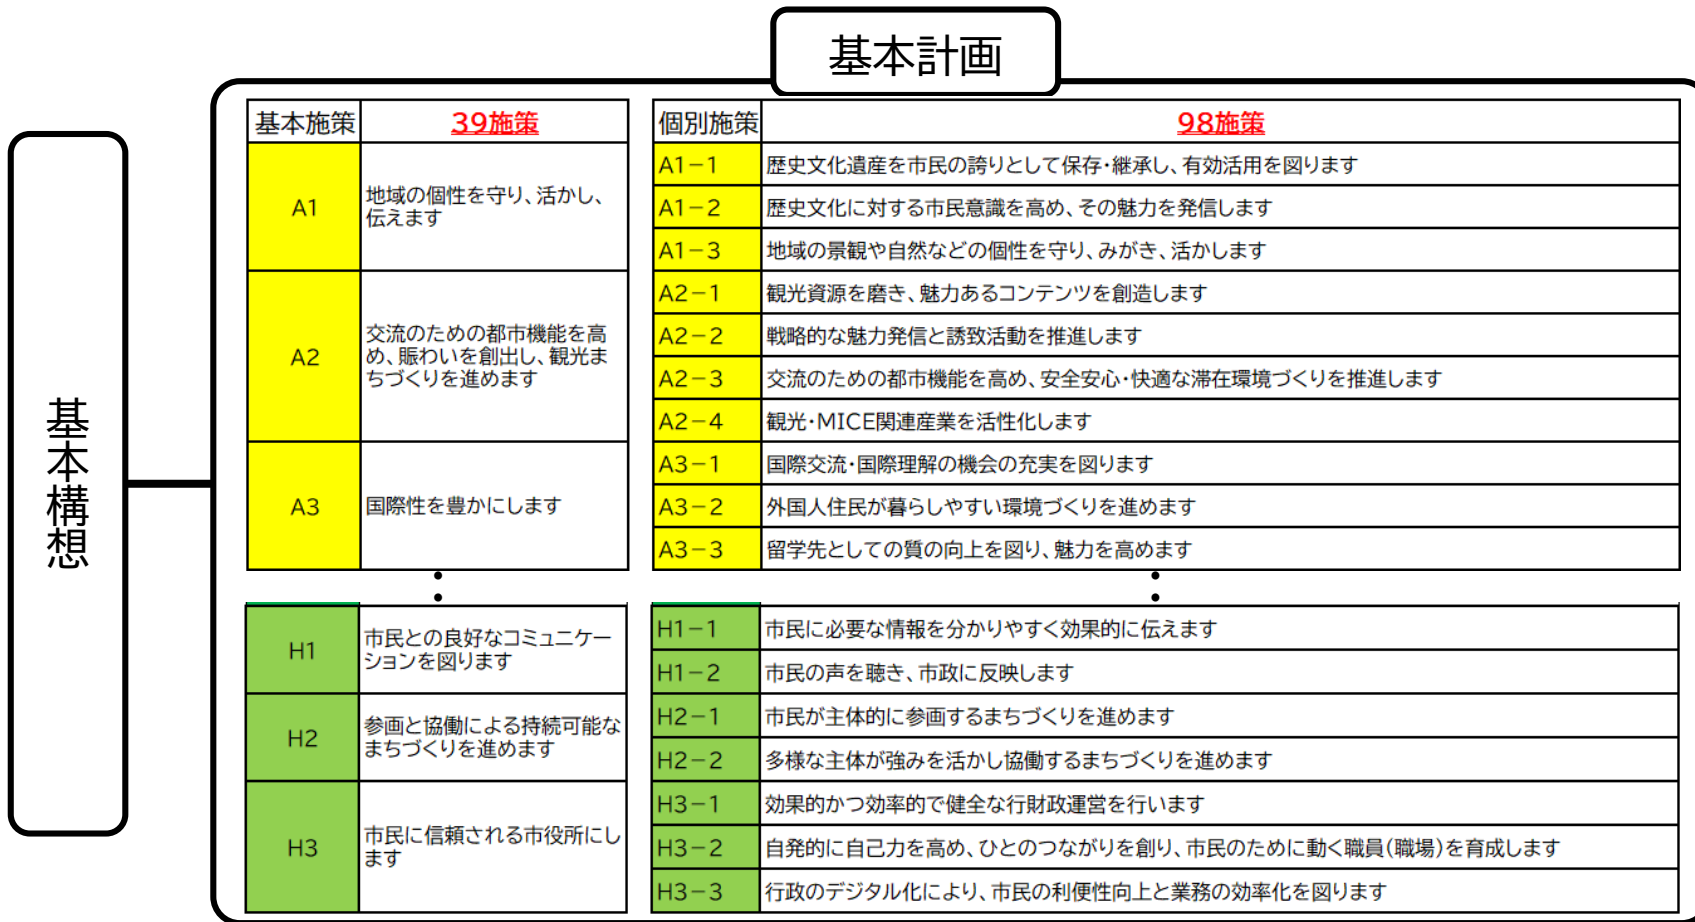 基本計画
基本構想
基本施策 39施策
A1 地域の個性を守り、活かし、
伝えます
A2 交流のための都市機能を高
め、賑わいを創出し、観光ま
ちづくりを進めます
A3 国際性を豊かにします
個別施策 98施策
A1－1 歴史文化遺産を市民の誇りとして保存・継承し、有効活用を図ります
A1－2 歴史文化に対する市民意識を高め、その魅力を発信します
A1－3 地域の景観や自然などの個性を守り、みがき、活かします
A2－1 観光資源を磨き、魅力あるコンテンツを創造します
A2－2 戦略的な魅力発信と誘致活動を推進します
A2－3 交流のための都市機能を高め、安全安心・快適な滞在環境づくりを推進します
A2－4 観光・MICE関連産業を活性化します
A3－1 国際交流・国際理解の機会の充実を図ります
A3－2 外国人住民が暮らしやすい環境づくりを進めます
A3－3 留学先としての質の向上を図り、魅力を高めます
H1 市民との良好なコミュニケー
ションを図ります
H2 参画と協働による持続可能な
まちづくりを進めます
H3 市民に信頼される市役所にし
ます
H1－1 市民に必要な情報を分かりやすく効果的に伝えます
H1－2 市民の声を聴き、市政に反映します
H2－1 市民が主体的に参画するまちづくりを進めます
H2－2 多様な主体が強みを活かし協働するまちづくりを進めます
H3－1 効果的かつ効率的で健全な行財政運営を行います
H3－2 自発的に自己力を高め、ひとのつながりを創り、市民のために動く職員(職場)を育成します
H3－3 行政のデジタル化により、市民の利便性向上と業務の効率化を図ります